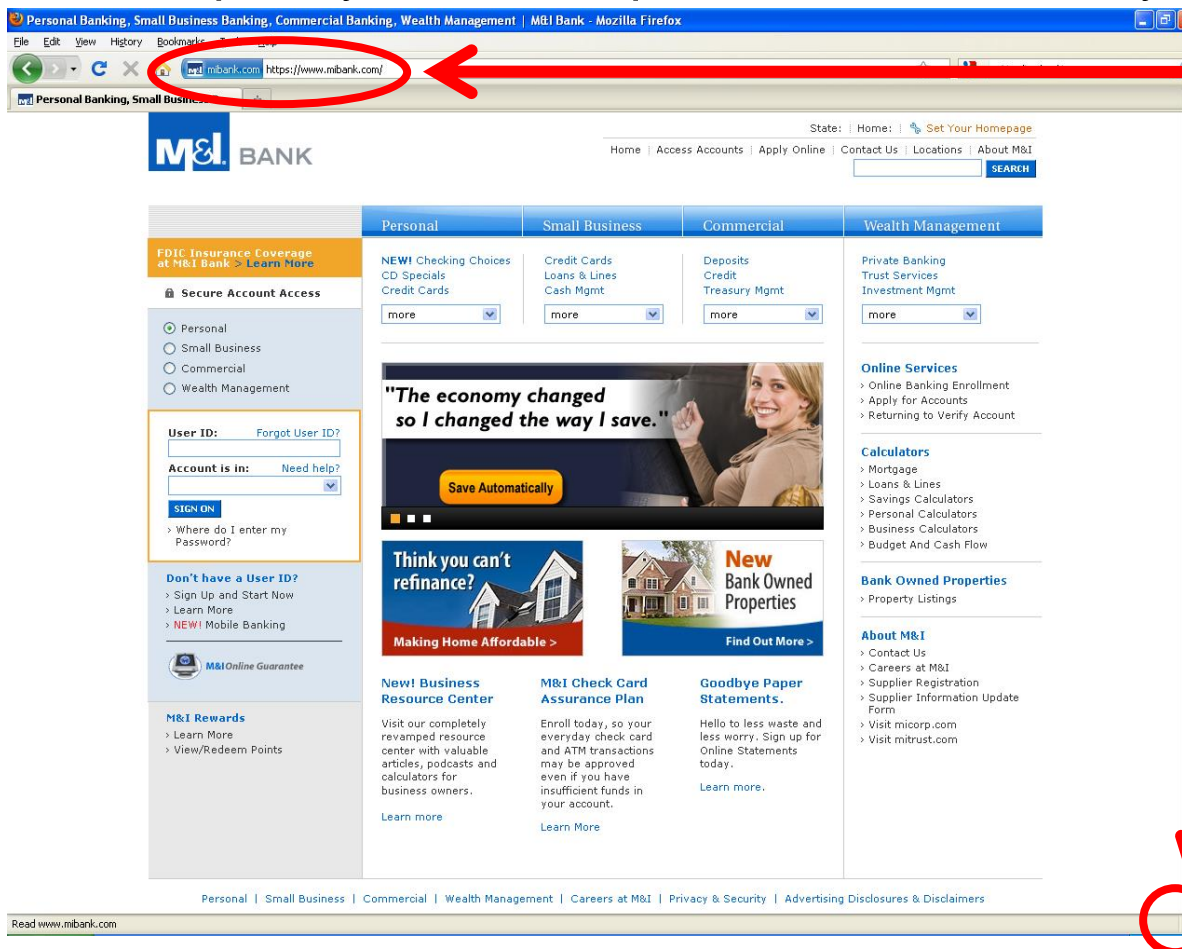 Personal Banking, Small Business Banking, Commercial Banking, Wealth Management | M&I Bank - Mozilla Firefox
File Edit View History Bookmarks
mibank.com https://www.mibank.com/
Personal Banking, Small Business
M&I. BANK
State: | Home: | Set Your Homepage
Home | Access Accounts | Apply Online | Contact Us | Locations | About M&I
SEARCH
Personal Small Business Commercial Wealth Management
FDIC Insurance Coverage
at M&I Bank > Learn More
Secure Account Access
Personal
Small Business
Commercial
Wealth Management
User ID: Forgot User ID?
Account is in: Need help?
SIGN ON
› Where do I enter my
Password?
Don't have a User ID?
› Sign Up and Start Now
› Learn More
› NEW! Mobile Banking
M&I Online Guarantee
M&I Rewards
› Learn More
› View/Redeem Points
NEW! Checking Choices
CD Specials
Credit Cards
more
Credit Cards
Loans & Lines
Cash Mgmt
more
Deposits
Credit
Treasury Mgmt
more
Private Banking
Trust Services
Investment Mgmt
more
"The economy changed
so I changed the way I save."
Save Automatically
Think you can't
refinance?
Making Home Affordable >
New
Bank Owned
Properties
Find Out More >
New! Business
Resource Center
Visit our completely
revamped resource
center with valuable
articles, podcasts and
calculators for
business owners.
Learn more
M&I Check Card
Assurance Plan
Enroll today, so your
everyday check card
and ATM transactions
may be approved
even if you have
insufficient funds in
your account.
Learn More
Goodbye Paper
Statements.
Hello to less waste and
less worry. Sign up for
Online Statements
today.
Learn more.
Online Services
› Online Banking Enrollment
› Apply for Accounts
› Returning to Verify Account
Calculators
› Mortgage
› Loans & Lines
› Savings Calculators
› Personal Calculators
› Business Calculators
› Budget And Cash Flow
Bank Owned Properties
› Property Listings
About M&I
› Contact Us
› Careers at M&I
› Supplier Registration
› Supplier Information Update
Form
› Visit micorp.com
› Visit mitrust.com
Personal | Small Business | Commercial | Wealth Management | Careers at M&I | Privacy & Security | Advertising Disclosures & Disclaimers
Read www.mibank.com